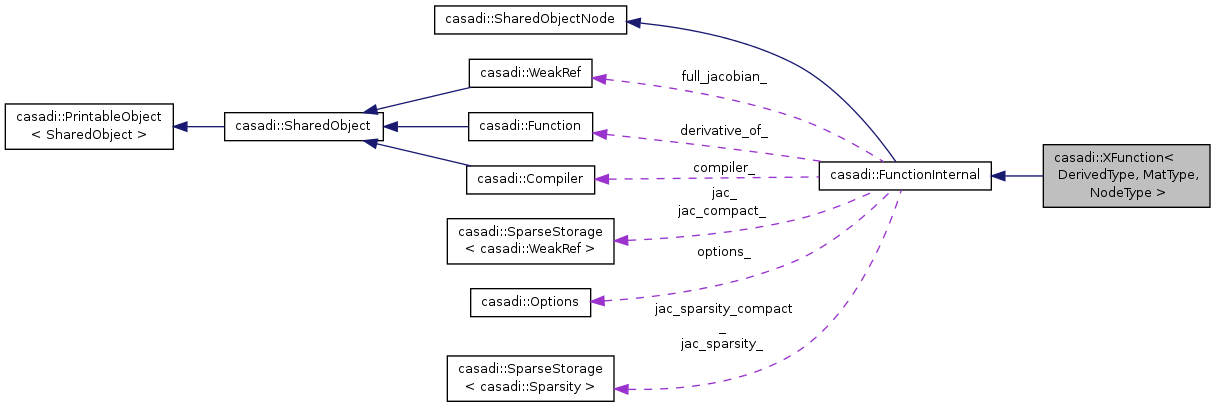 casadi::SharedObjectNode
casadi::WeakRef
full_jacobian_
casadi::PrintableObject
< SharedObject >
casadi::SharedObject
casadi::Function
derivative_of_
casadi::Compiler
compiler_
casadi::FunctionInternal
casadi::XFunction<
DerivedType, MatType,
NodeType >
jac_
jac_compact_
casadi::SparseStorage
< casadi::WeakRef >
options_
casadi::Options
jac_sparsity_compact
_
jac_sparsity_
casadi::SparseStorage
< casadi::Sparsity >